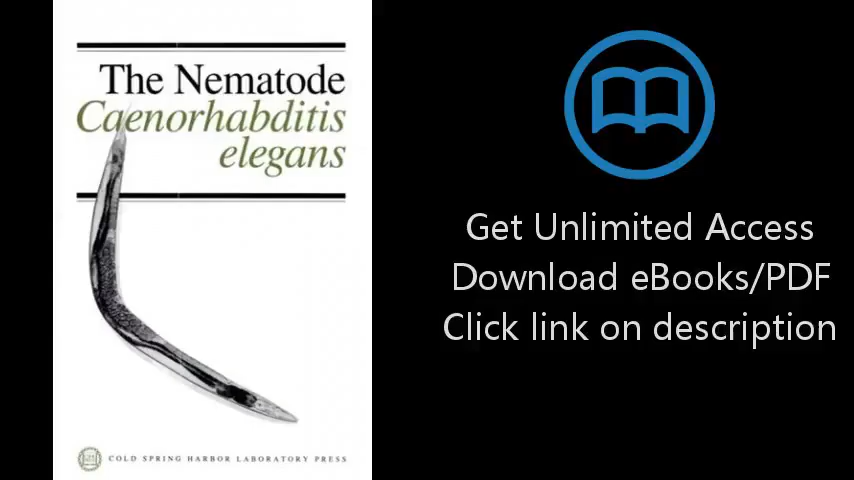 The Nematode
Caenorhabditis
elegans
COLD SPRING HARBOR LABORATORY PRESS
Get Unlimited Access
Download eBooks/PDF
Click link on description